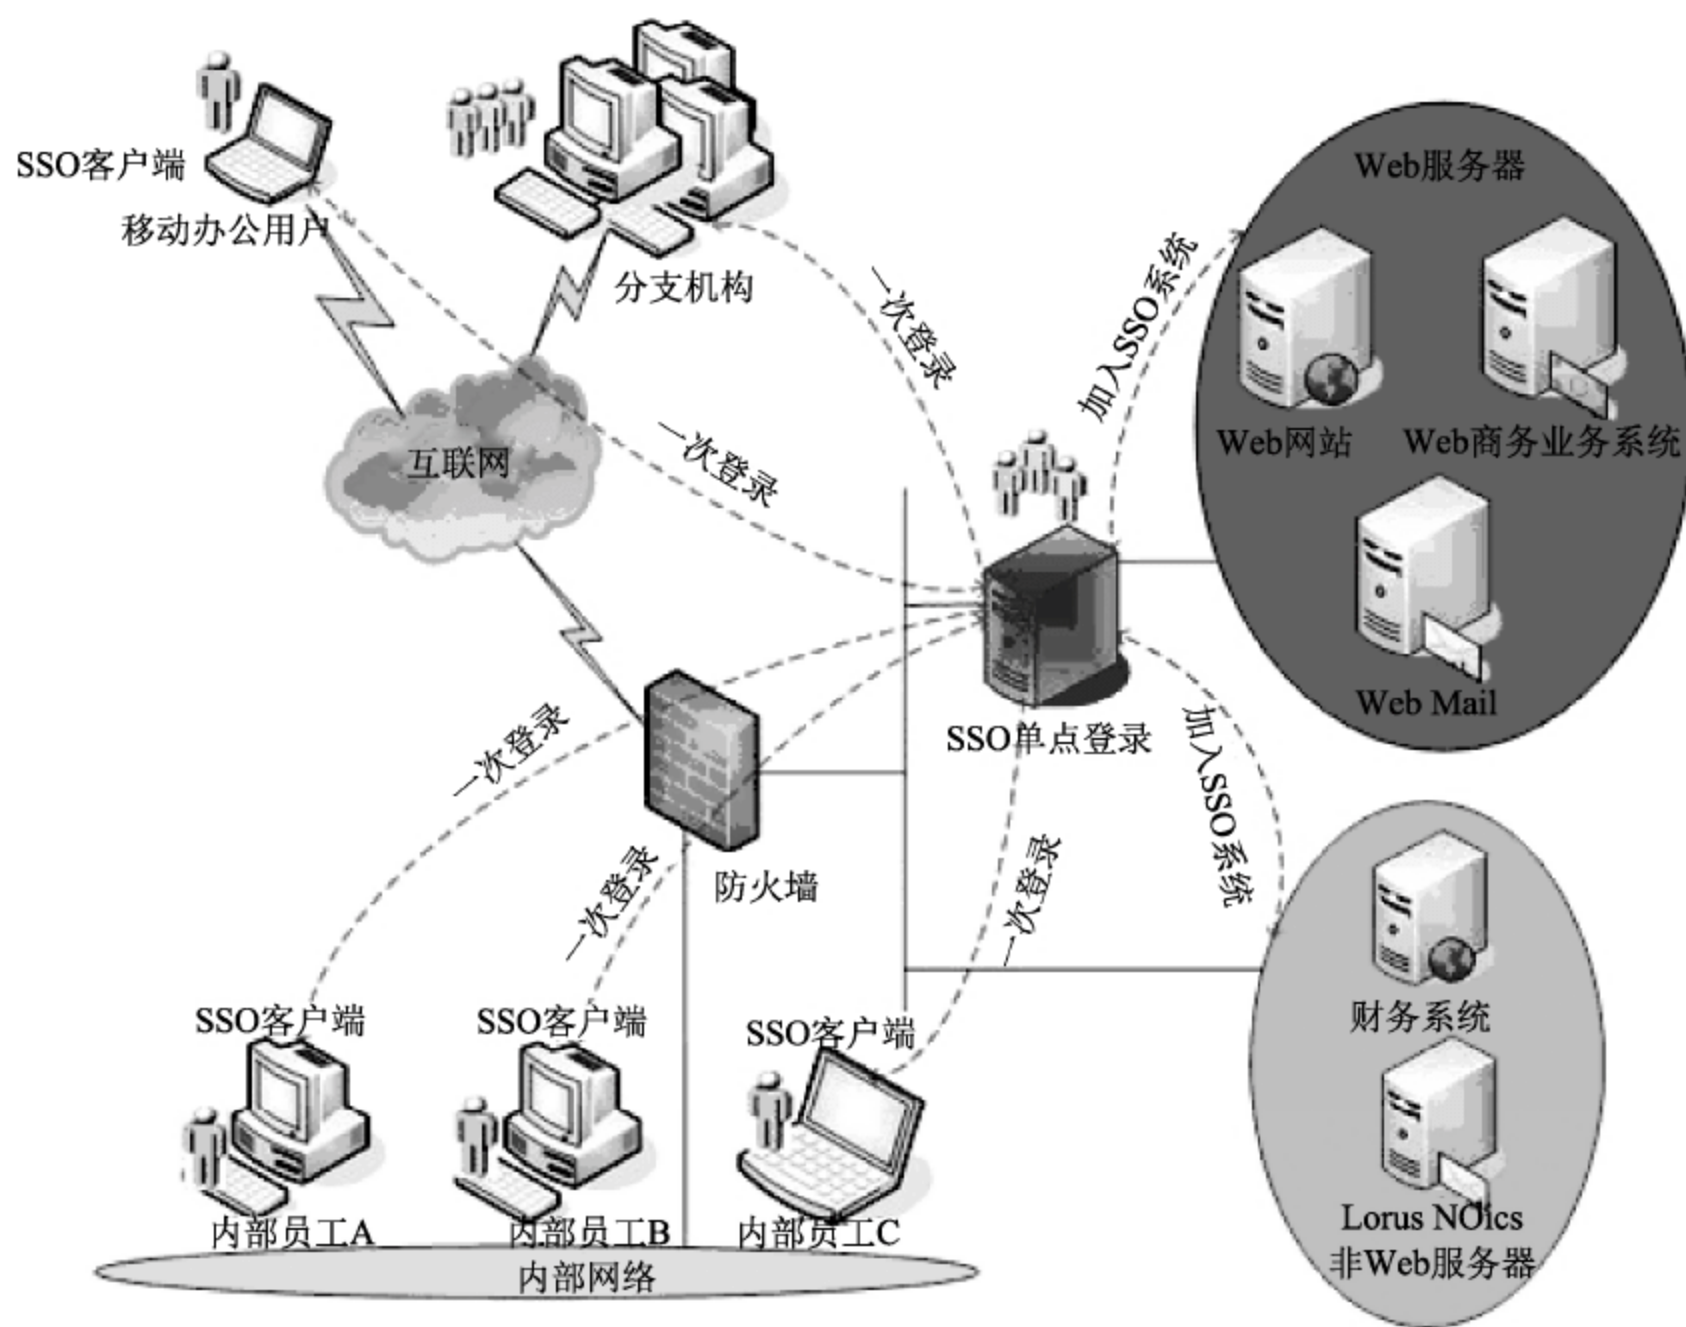 SSO客户端
移动办公用户
分支机构
互联网
一次登录
一次登录
加入SSO系统
Web服务器
Web网站
Web商务业务系统
Web Mail
SSO单点登录
一次登录
一次登录
一次登录
加入SSO系统
防火墙
财务系统
Lorus NOics
非Web服务器
SSO客户端
SSO客户端
SSO客户端
内部员工A
内部员工B
内部员工C
内部网络